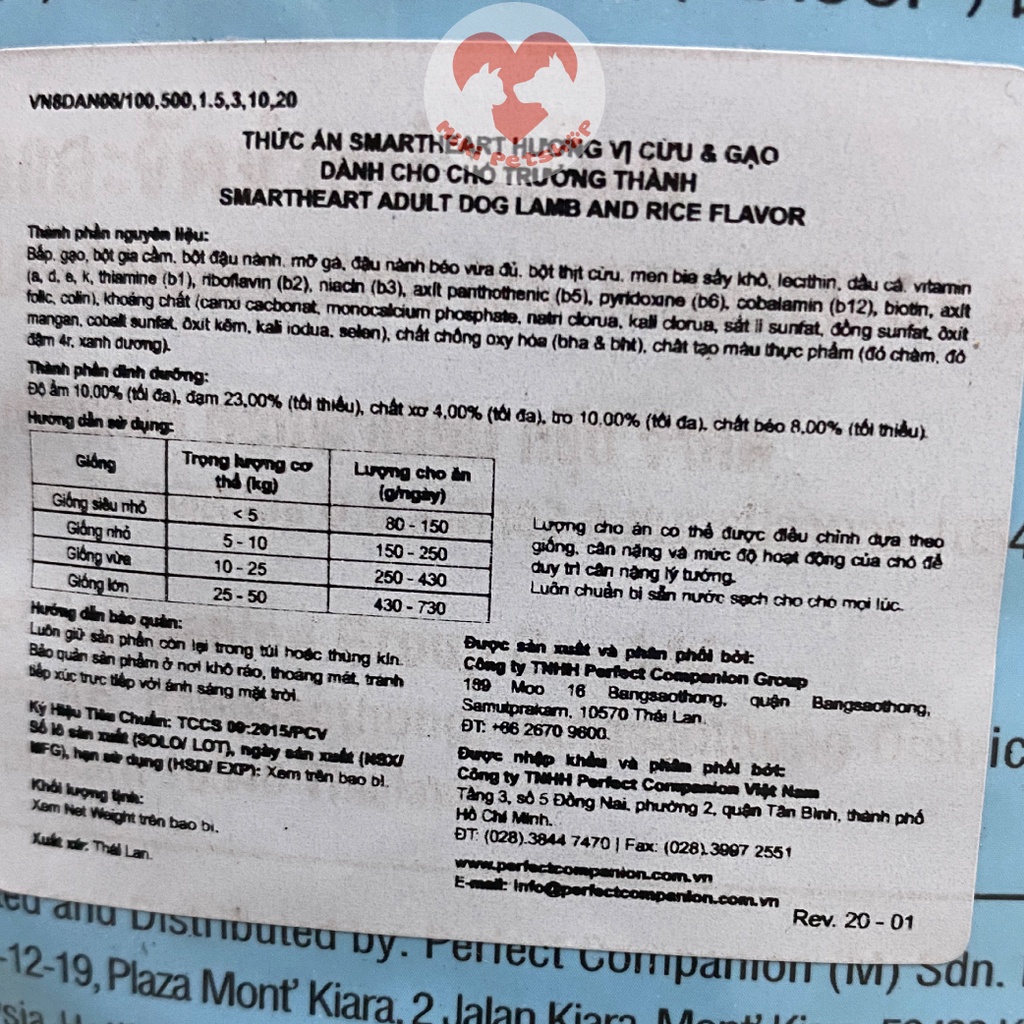 VN8DAN08/100,500,1.5,3,10,20
Miki Petshop
THỨC ĂN SMARTHEART HƯƠNG VỊ CỪU & GẠO
DÀNH CHO CHÓ TRƯỞNG THÀNH
SMARTHEART ADULT DOG LAMB AND RICE FLAVOR
Thành phần nguyên liệu:
Bắp, gạo, bột gia cầm, bột đậu nành, mỡ gà, đậu nành béo vừa đủ, bột thịt cừu, men bia sấy khô, lecithin, dầu cá, vitamin
(a, d, e, k, thiamine (b1), riboflavin (b2), niacin (b3), axít panthothenic (b5), pyridoxine (b6), cobalamin (b12), biotin, axít
folic, colin), khoáng chất (canxi cacbonat, monocalcium phosphate, natri clorua, kali clorua, sắt ii sunfat, đồng sunfat, ôxit
mangan, cobalt sunfat, ôxít kẽm, kali iodua, selen), chất chống oxy hóa (bha & bht), chất tạo màu thực phẩm (đỏ chàm, đỏ
đậm 4r, xanh dương).
Thành phần dinh dưỡng:
Độ ẩm 10,00% (tối đa), đạm 23,00% (tối thiểu), chất xơ 4,00% (tối đa), tro 10,00% (tối đa), chất béo 8,00% (tối thiểu).
Hướng dẫn sử dụng:
Giống Trọng lượng cơ thể (kg) Lượng cho ăn (g/ngày)
Giống siêu nhỏ < 5 80 - 150
Giống nhỏ 5 - 10 150 - 250
Giống vừa 10 - 25 250 - 430
Giống lớn 25 - 50 430 - 730
Lượng cho ăn có thể được điều chỉnh dựa theo
giống, cân nặng và mức độ hoạt động của chó để
duy trì cân nặng lý tưởng.
Luôn chuẩn bị sẵn nước sạch cho chó mọi lúc.
Hướng dẫn bảo quản:
Luôn giữ sản phẩn còn lại trong túi hoặc thùng kín.
Bảo quản sản phẩm ở nơi khô ráo, thoáng mát, tránh
tiếp xúc trực tiếp với ánh sáng mặt trời.
Ký Hiệu Tiêu Chuẩn: TCCS 09:2015/PCV
Số lô sản xuất (SOLO/ LOT), ngày sản xuất (NSX/
MFG), hạn sử dụng (HSD/ EXP): Xem trên bao bì.
Khối lượng tịnh:
Xem Net Weight trên bao bì.
Xuất xứ: Thái Lan.
Được sản xuất và phân phối bởi:
Công ty TNHH Perfect Companion Group
189 Moo 16 Bangsaothong, quận Bangsaothong,
Samutprakarn, 10570 Thái Lan.
ĐT: +66 2670 9600.
Được nhập khẩu và phân phối bởi:
Công ty TNHH Perfect Companion Việt Nam
Tầng 3, số 5 Đồng Nai, phường 2, quận Tân Bình, thành phố
Hồ Chí Minh.
ĐT: (028).3844 7470 | Fax: (028).3997 2551
www.perfectcompanion.com.vn
E-mail: info@perfectcompanion.com.vn
Rev. 20 - 01
and Distributed by: Perfect Companion (M) Sdn.
-12-19, Plaza Mont' Kiara, 2 Jalan Kiara, Mont'